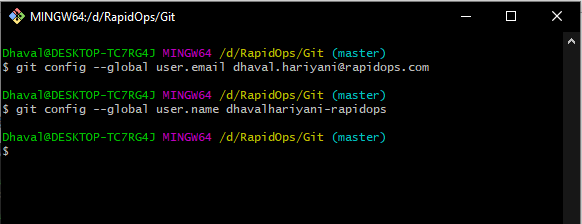 MINGW64:/d/RapidOps/Git
Dhaval@DESKTOP-TC7RG4J MINGW64 /d/RapidOps/Git (master)
$ git config --global user.email dhaval.hariyani@rapidops.com
Dhaval@DESKTOP-TC7RG4J MINGW64 /d/RapidOps/Git (master)
$ git config --global user.name dhavalhariyani-rapidops
Dhaval@DESKTOP-TC7RG4J MINGW64 /d/RapidOps/Git (master)
$